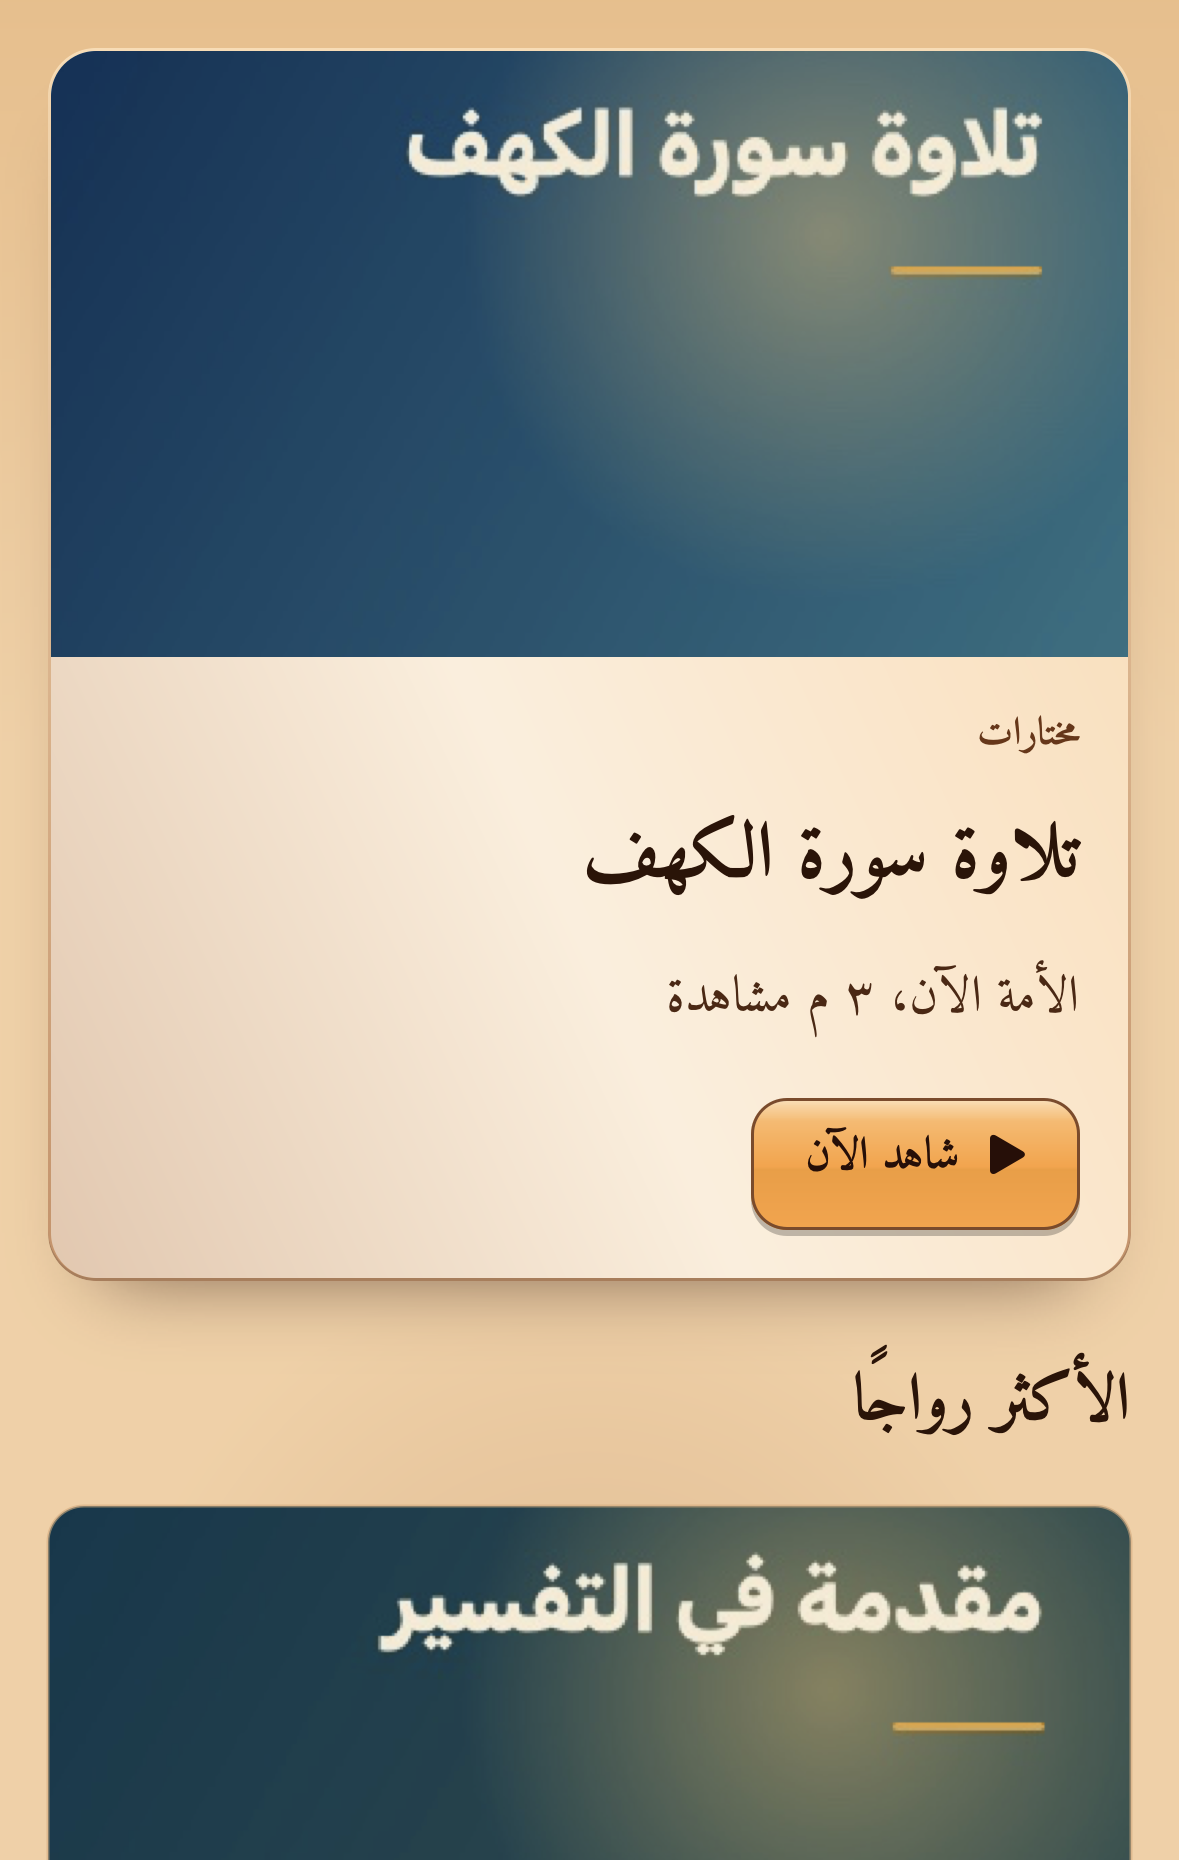 تلاوة سورة الكهف
مختارات
تلاوة سورة الكهف
الأمة الآن، ٣ م مشاهدة
شاهد الآن
الأكثر رواجًا
مقدمة في التفسير